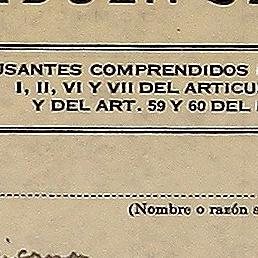 USANTES COMPRENDIDOS
I, II, VI Y VII DEL ARTICU
Y DEL ART. 59 Y 60 DEL
(Nombre o razón s